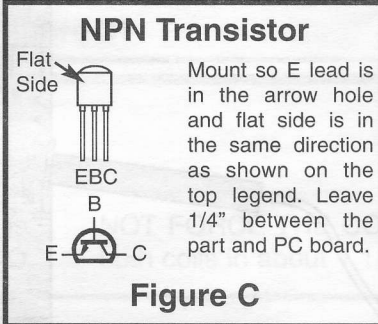 NPN Transistor
Flat
Side
EBC
B
E
C
Mount so E lead is
in the arrow hole
and flat side is in
the same direction
as shown on the
top legend. Leave
1/4” between the
part and PC board.
Figure C